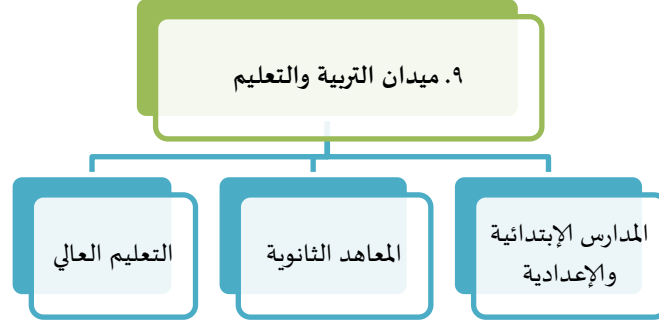 ٩. ميدان التربية والتعليم
المدارس الإبتدائية
والإعدادية
المعاهد الثانوية
التعليم العالي